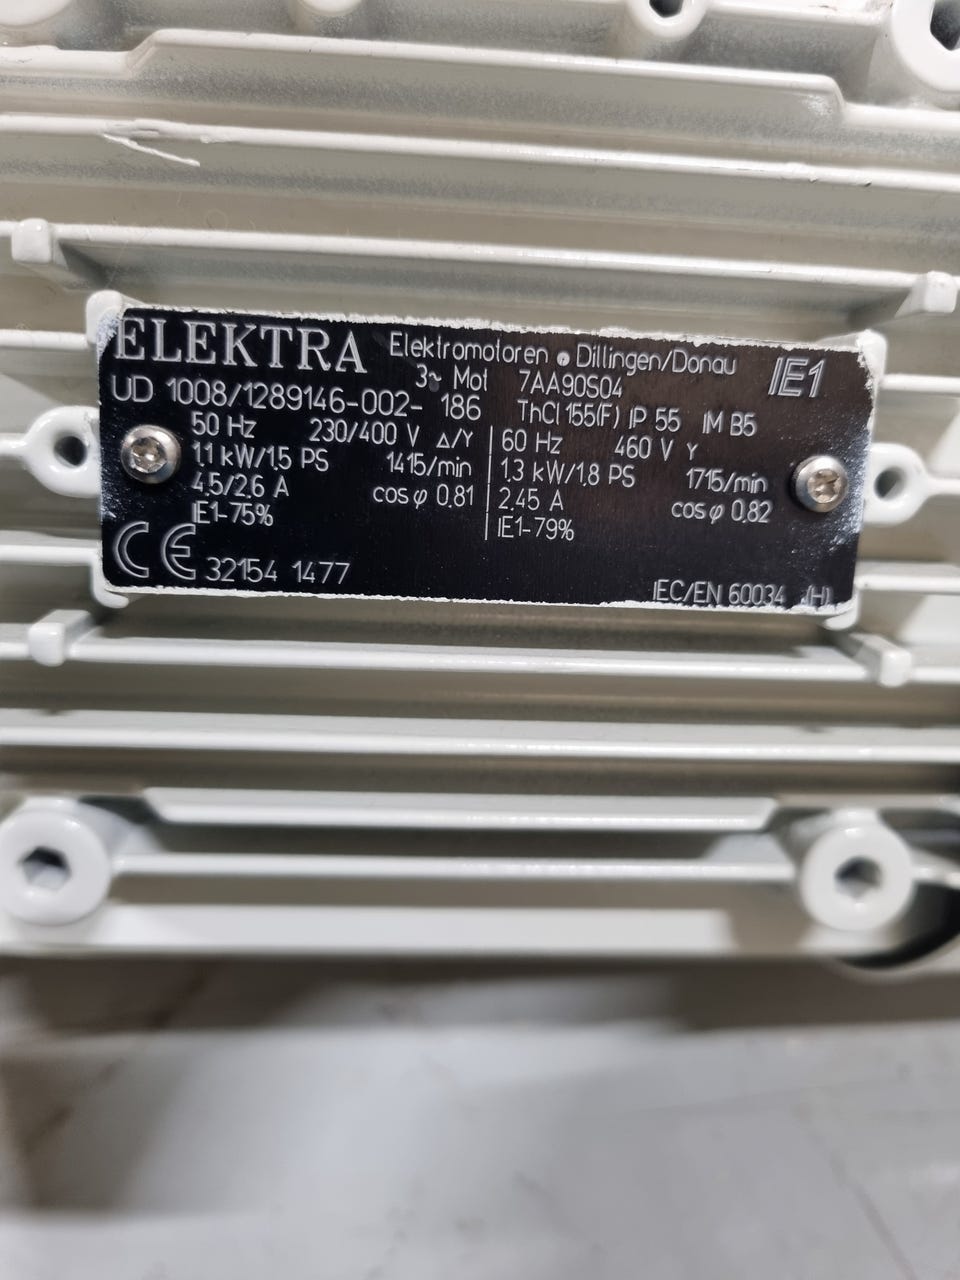 ELEKTRA Elektromotoren • Dillingen/Donau IE1
3~ Mot 7AA90S04
UD 1008/1289146-002- 186 ThCl 155(F) IP 55 IM B5
50 Hz 230/400 V Δ/Y
1,1 kW/1,5 PS 1415/min
4,5/2,6 A cos φ 0,81
IE1-75%
60 Hz 460 V Y
1,3 kW/1,8 PS 1715/min
2,45 A cos φ 0,82
IE1-79%
CE 32154 1477
IEC/EN 60034 (H)